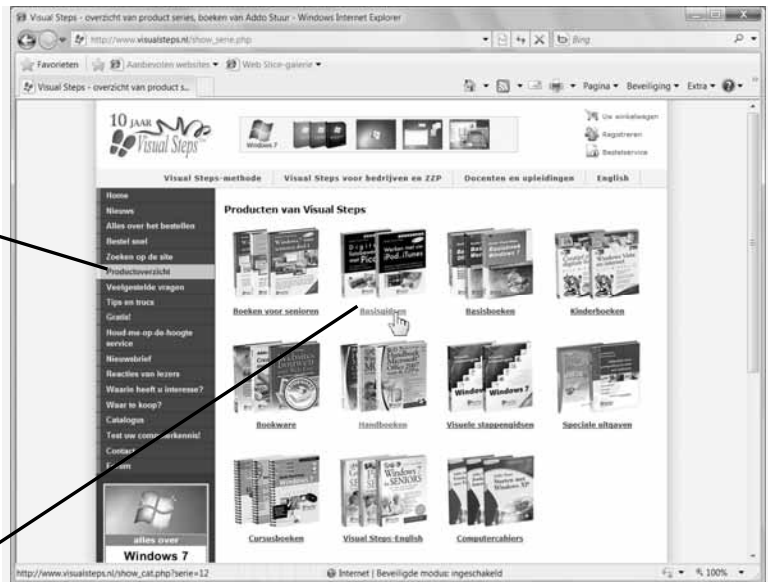 Visual Steps - overzicht van product series, boeken van Addo Stuur - Windows Internet Explorer
http://www.visualsteps.nl/show_serie.php
Bing
Favorieten
Aanbevolen websites
Web Slice-galerie
Visual Steps - overzicht van product s...
Pagina
Beveiliging
Extra
10 JAAR
Visual Steps™
Windows 7
Uw winkelwagen
Registreren
Bestelservice
Visual Steps-methode
Visual Steps voor bedrijven en ZZP
Docenten en opleidingen
English
Home
Nieuws
Alles over het bestellen
Bestel snel
Zoeken op de site
Productoverzicht
Veelgestelde vragen
Tips en trucs
Gratis!
Houd me op de hoogte
service
Nieuwsbrief
Reacties van lezers
Waarin heeft u interesse?
Waar te koop?
Catalogus
Test uw computerkennis!
Contact
Forum
alles over
Windows 7
Producten van Visual Steps
Boeken voor senioren
Basisgidsen
Basisboeken
Kinderboeken
Bookware
Handboeken
Visuele stappengidsen
Speciale uitgaven
Cursusboeken
Visual Steps English
Computercahiers
http://www.visualsteps.nl/show_cat.php?serie=12
Internet | Beveiligde modus: ingeschakeld
100%